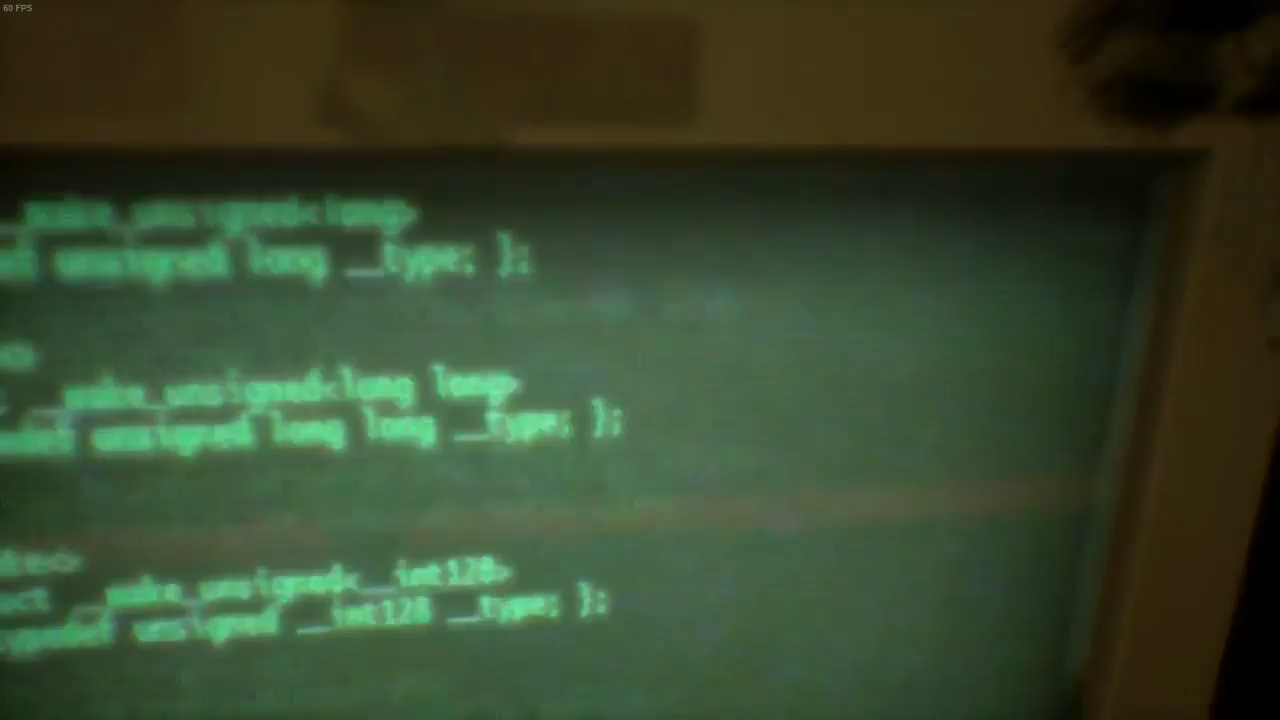 60 FPS
make_unsigned<long>
unsigned long __type; };
make_unsigned<long long>
unsigned long long __type; };
make_unsigned<__int128>
unsigned __int128 __type; };